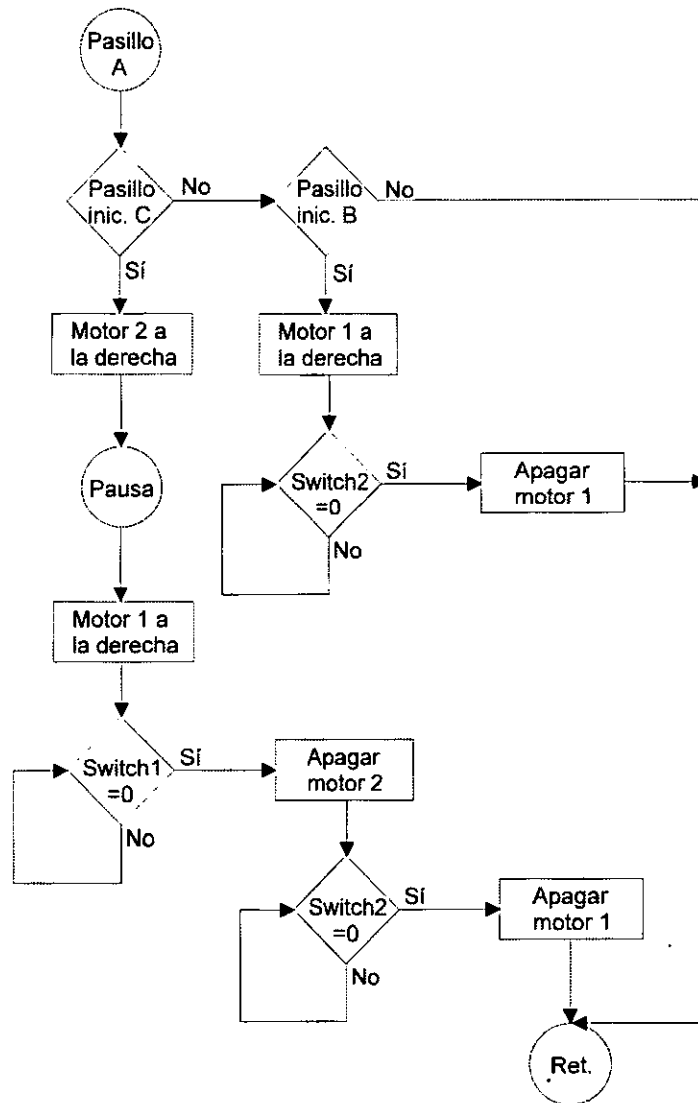 Pasillo
A
Pasillo
inic. C
No
Pasillo
inic. B
No
Sí
Sí
Motor 2 a
la derecha
Motor 1 a
la derecha
Pausa
Switch2
=0
Sí
Apagar
motor 1
No
Motor 1 a
la derecha
Switch1
=0
Sí
Apagar
motor 2
No
Switch2
=0
Sí
Apagar
motor 1
No
Ret.